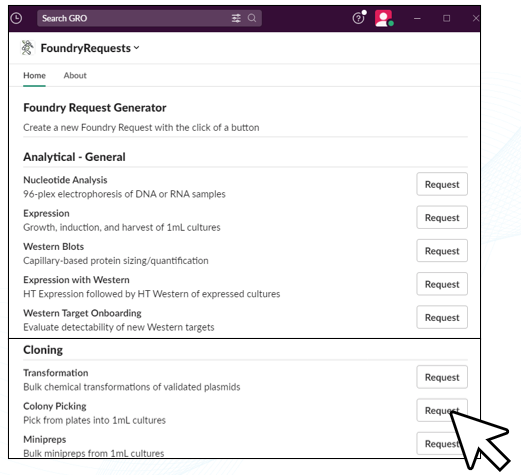 Search GRO
FoundryRequests
Home About
Foundry Request Generator
Create a new Foundry Request with the click of a button
Analytical - General
Nucleotide Analysis
96-plex electrophoresis of DNA or RNA samples
Request
Expression
Growth, induction, and harvest of 1mL cultures
Request
Western Blots
Capillary-based protein sizing/quantification
Request
Expression with Western
HT Expression followed by HT Western of expressed cultures
Request
Western Target Onboarding
Evaluate detectability of new Western targets
Request
Cloning
Transformation
Bulk chemical transformations of validated plasmids
Request
Colony Picking
Pick from plates into 1mL cultures
Request
Minipreps
Bulk minipreps from 1mL cultures
Request